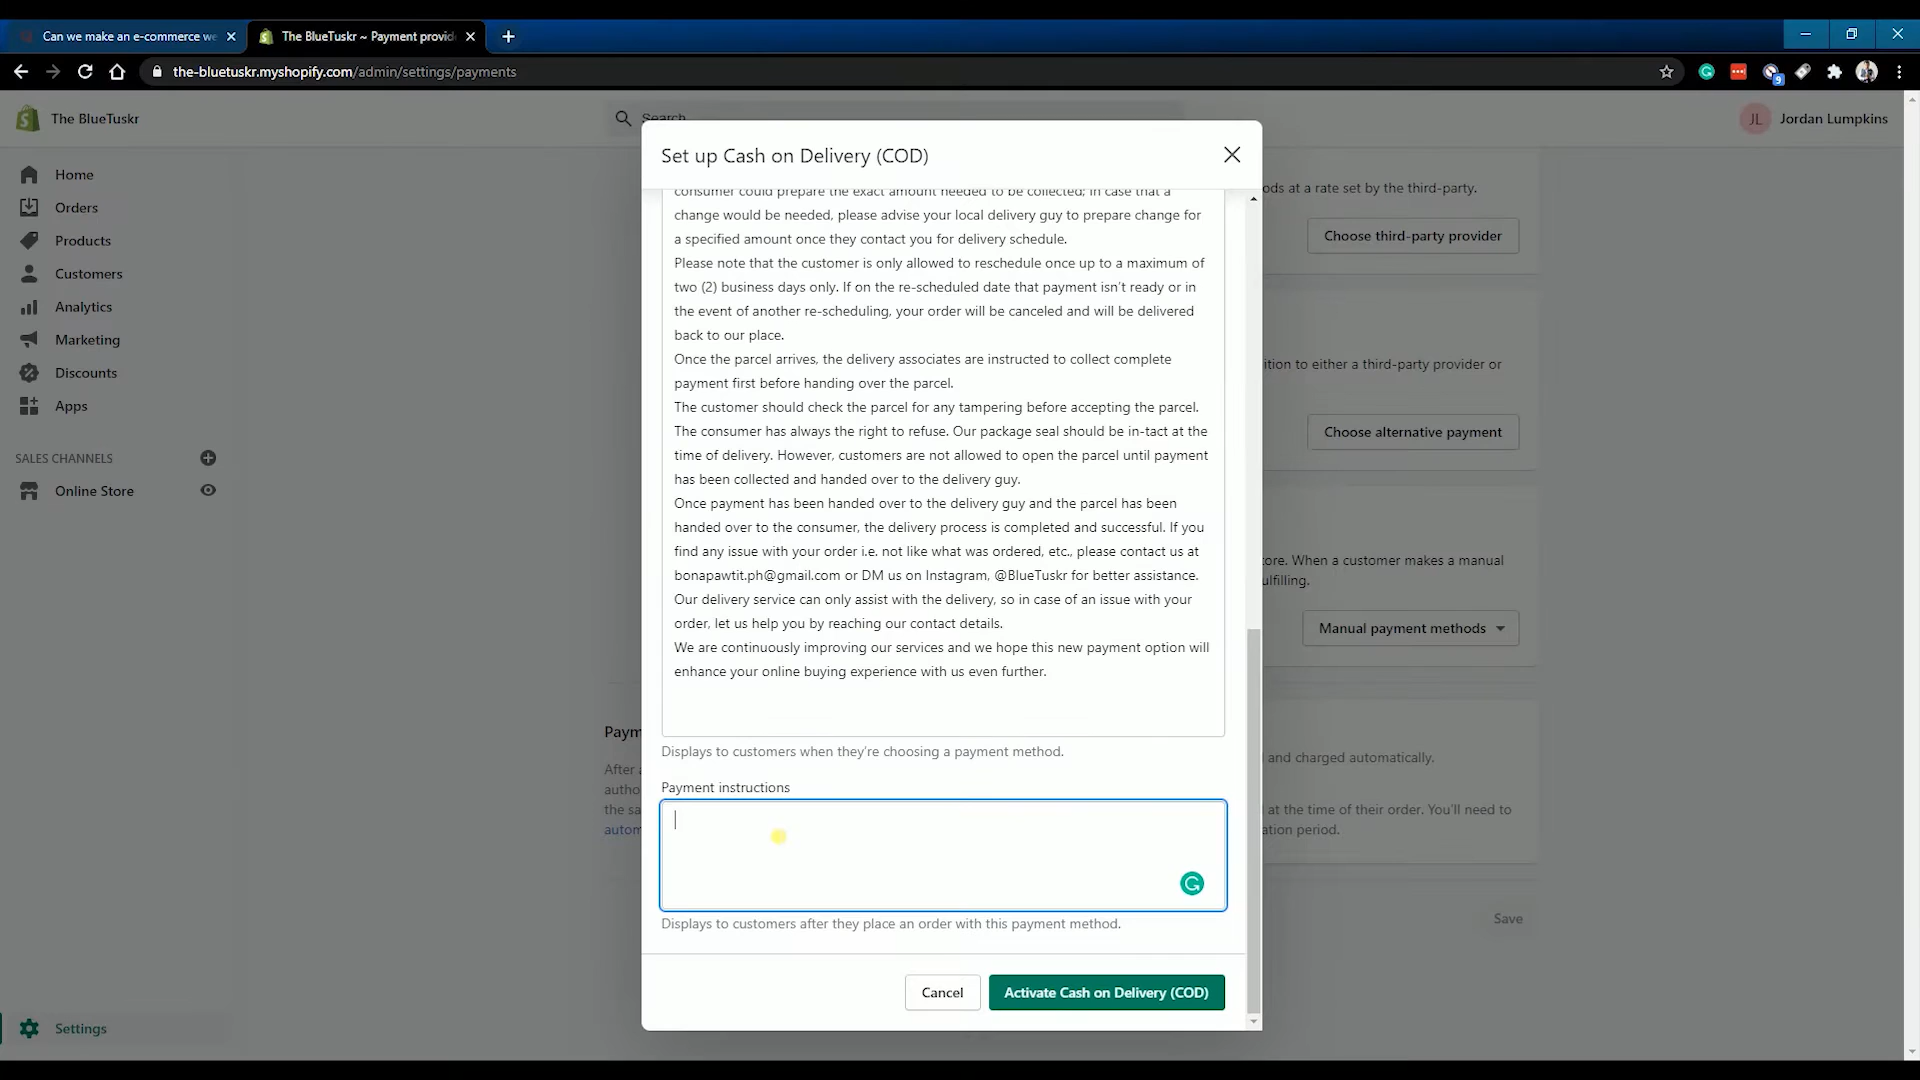 Can we make an e-commerce we
The BlueTuskr ~ Payment provid
the-bluetuskr.myshopify.com/admin/settings/payments
9
The BlueTuskr
Search
JL
Jordan Lumpkins
Home
Orders
Products
Customers
Analytics
Marketing
Discounts
Apps
SALES CHANNELS
Online Store
Settings
Set up Cash on Delivery (COD)
consumer could prepare the exact amount needed to be collected; in case that a
change would be needed, please advise your local delivery guy to prepare change for
a specified amount once they contact you for delivery schedule.
Please note that the customer is only allowed to reschedule once up to a maximum of
two (2) business days only. If on the re-scheduled date that payment isn't ready or in
the event of another re-scheduling, your order will be canceled and will be delivered
back to our place.
Once the parcel arrives, the delivery associates are instructed to collect complete
payment first before handing over the parcel.
The customer should check the parcel for any tampering before accepting the parcel.
The consumer has always the right to refuse. Our package seal should be in-tact at the
time of delivery. However, customers are not allowed to open the parcel until payment
has been collected and handed over to the delivery guy.
Once payment has been handed over to the delivery guy and the parcel has been
handed over to the consumer, the delivery process is completed and successful. If you
find any issue with your order i.e. not like what was ordered, etc., please contact us at
bonapawtit.ph@gmail.com or DM us on Instagram, @BlueTuskr for better assistance.
Our delivery service can only assist with the delivery, so in case of an issue with your
order, let us help you by reaching our contact details.
We are continuously improving our services and we hope this new payment option will
enhance your online buying experience with us even further.
Displays to customers when they're choosing a payment method.
Payment instructions
Displays to customers after they place an order with this payment method.
Cancel
Activate Cash on Delivery (COD)
ods at a rate set by the third-party.
Choose third-party provider
ition to either a third-party provider or
Choose alternative payment
tore. When a customer makes a manual
ulfilling.
Manual payment methods
Paym
After a
autho
the sa
autom
and charged automatically.
at the time of their order. You'll need to
ation period.
Save